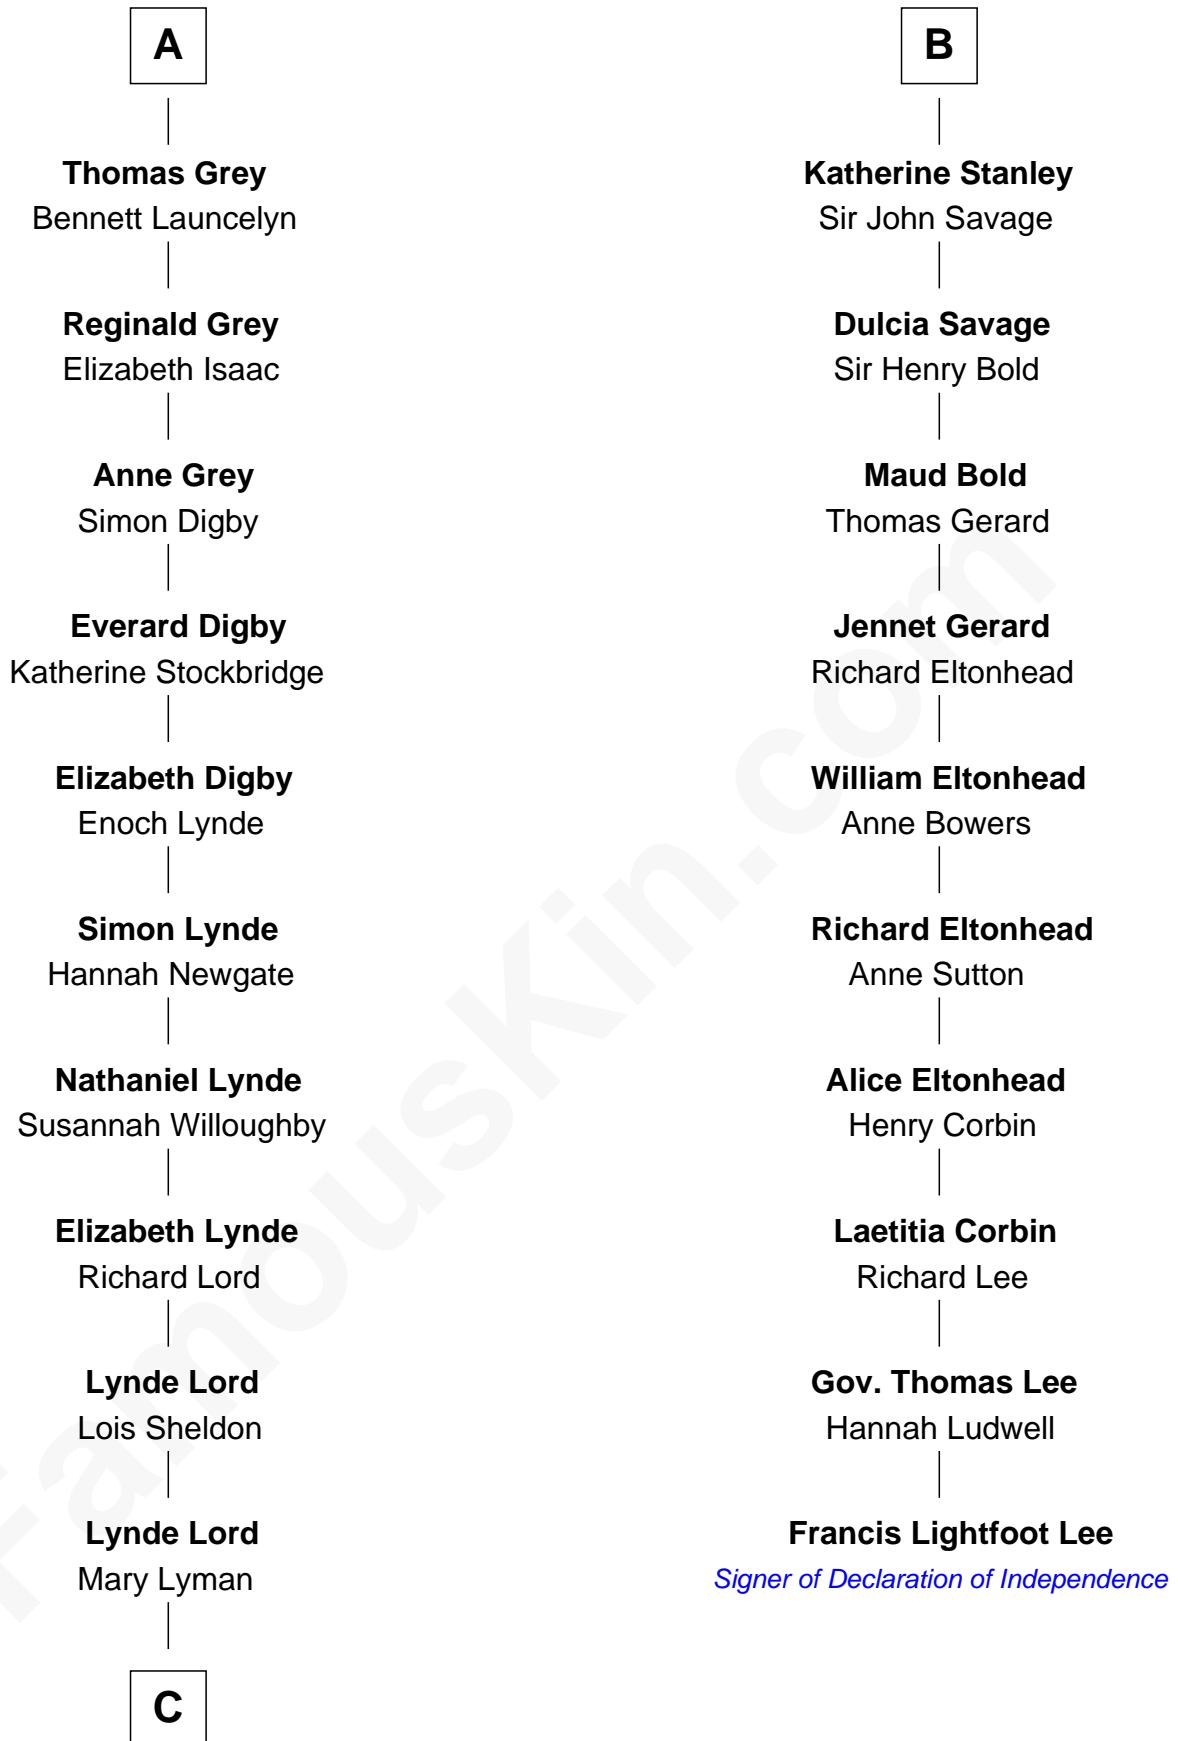 A
Thomas Grey
Bennett Launcelyn
Reginald Grey
Elizabeth Isaac
Anne Grey
Simon Digby
Everard Digby
Katherine Stockbridge
Elizabeth Digby
Enoch Lynde
Simon Lynde
Hannah Newgate
Nathaniel Lynde
Susannah Willoughby
Elizabeth Lynde
Richard Lord
Lynde Lord
Lois Sheldon
Lynde Lord
Mary Lyman
C
B
Katherine Stanley
Sir John Savage
Dulcia Savage
Sir Henry Bold
Maud Bold
Thomas Gerard
Jennet Gerard
Richard Eltonhead
William Eltonhead
Anne Bowers
Richard Eltonhead
Anne Sutton
Alice Eltonhead
Henry Corbin
Laetitia Corbin
Richard Lee
Gov. Thomas Lee
Hannah Ludwell
Francis Lightfoot Lee
Signer of Declaration of Independence
FamousKin.com